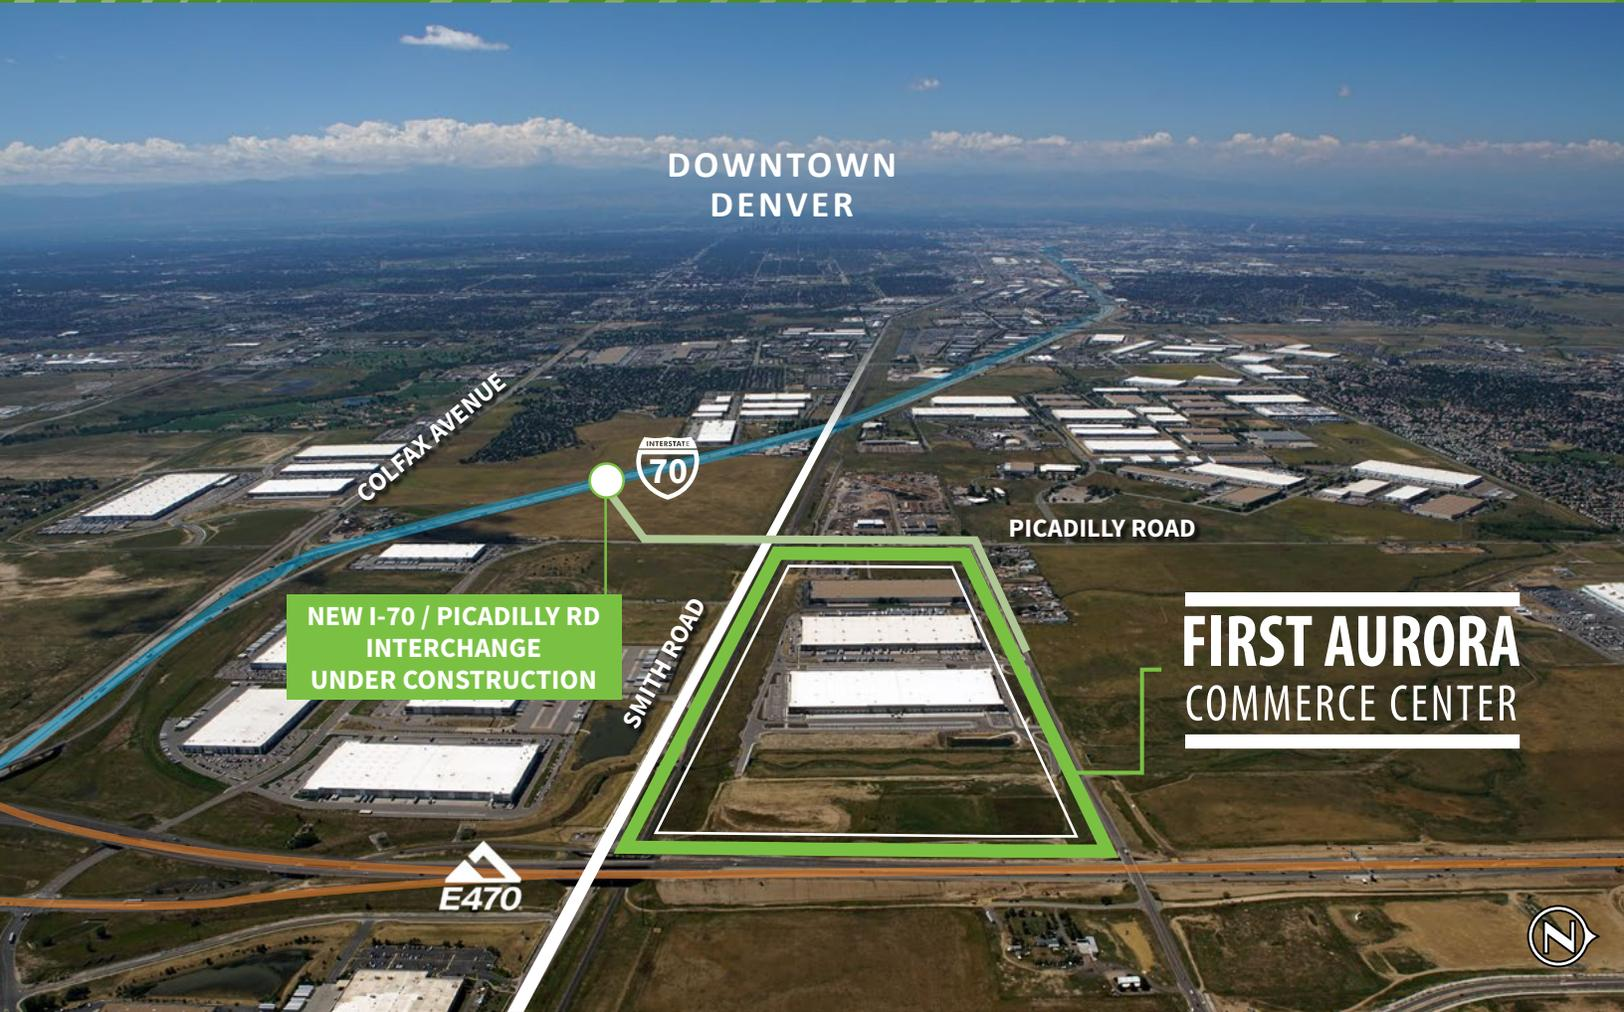 DOWNTOWN
DENVER
COLFAX AVENUE
INTERSTATE
70
PICADILLY ROAD
NEW I-70 / PICADILLY RD
INTERCHANGE
UNDER CONSTRUCTION
SMITH ROAD
FIRST AURORA
COMMERCE CENTER
E470
N